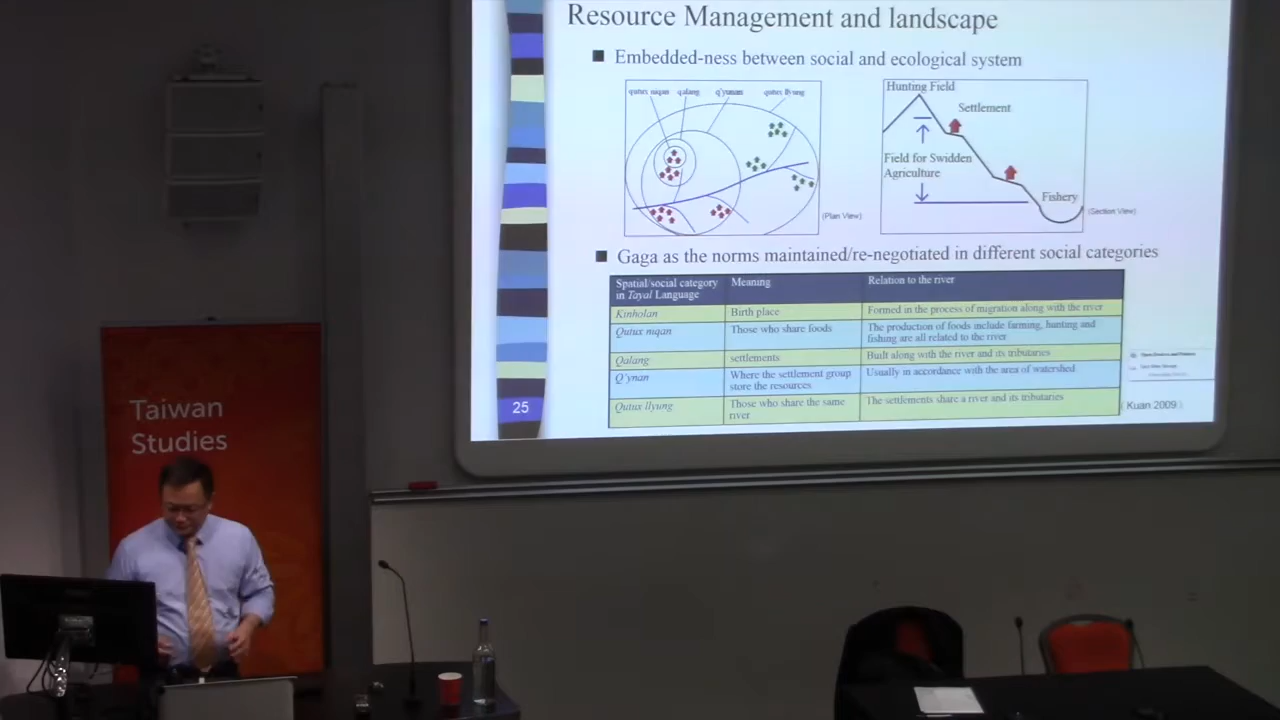 Resource Management and landscape
■ Embedded-ness between social and ecological system
qutux niqan qalang q'yunan qutux llyung
(Plan View)
Hunting Field
Settlement
Field for Swidden
Agriculture
Fishery
(Section View)
■ Gaga as the norms maintained/re-negotiated in different social categories
Spatial/social category
in Tayal Language
Meaning
Relation to the river
Kinholan
Birth place
Formed in the process of migration along with the river
Qutux nqan
Those who share foods
The production of foods include farming, hunting and
fishing are all related to the river
Qalang
settlements
Built along with the river and its tributaries
Q'ynan
Where the settlement group
store the resources
Usually in accordance with the area of watershed
Qutux llyung
Those who share the same
river
The settlements share a river and its tributaries
( Kuan 2009 )
25
Taiwan
Studies